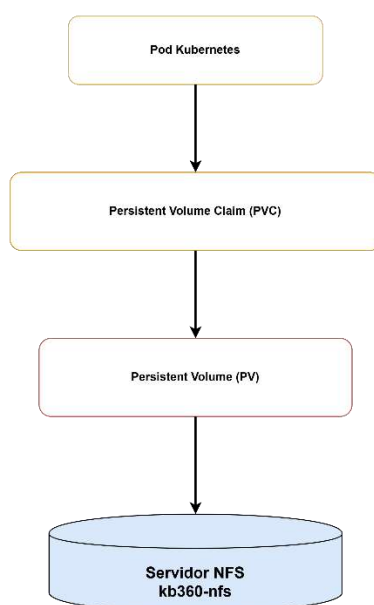 Pod Kubernetes
Persistent Volume Claim (PVC)
Persistent Volume (PV)
Servidor NFS
kb360-nfs